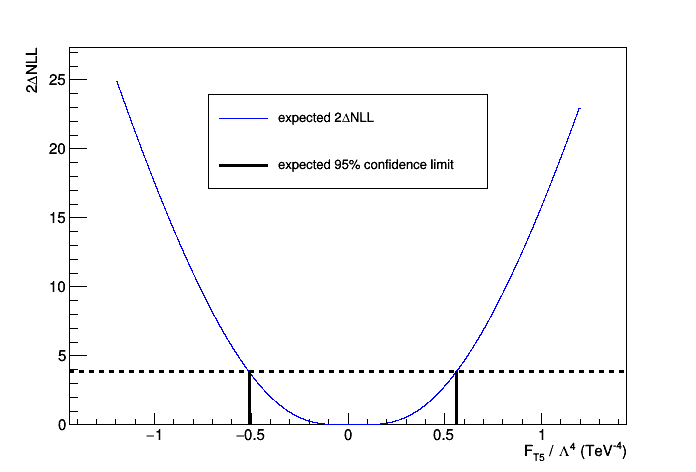 2ΔNLL
25
20
15
10
5
0
expected 2ΔNLL
expected 95% confidence limit
−1 −0.5 0 0.5 1
F_T5 / Λ^4 (TeV^-4)